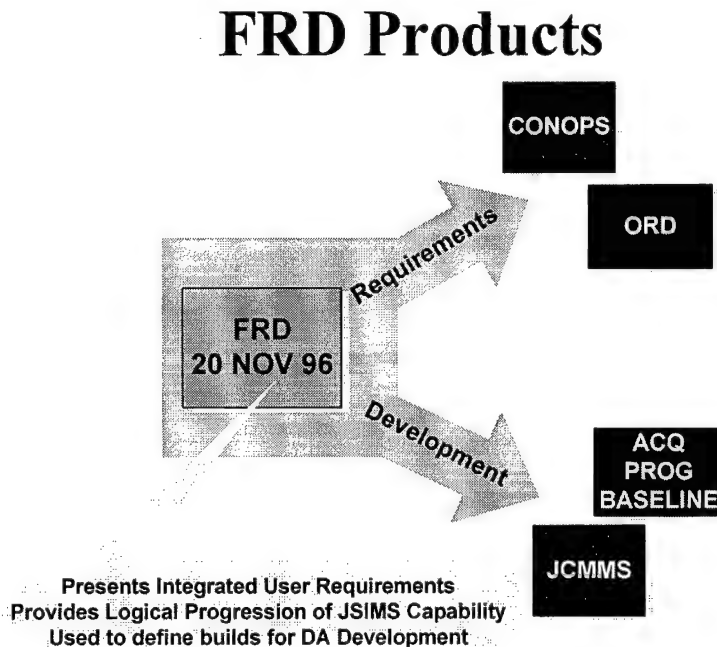 FRD Products
CONOPS
ORD
Requirements
FRD
20 NOV 96
Development
ACQ
PROG
BASELINE
JCMMS
Presents Integrated User Requirements
Provides Logical Progression of JSIMS Capability
Used to define builds for DA Development